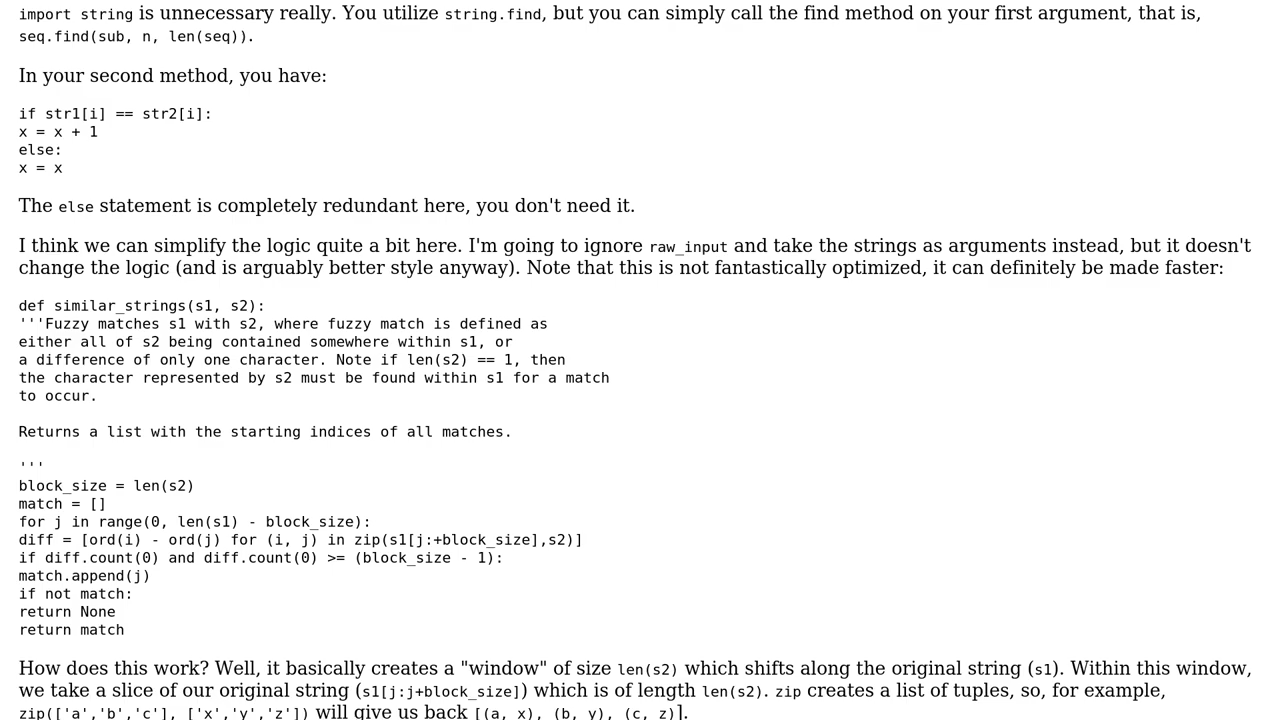 import string is unnecessary really. You utilize string.find, but you can simply call the find method on your first argument, that is,
seq.find(sub, n, len(seq)).
In your second method, you have:
if str1[i] == str2[i]:
x = x + 1
else:
x = x
The else statement is completely redundant here, you don't need it.
I think we can simplify the logic quite a bit here. I'm going to ignore raw_input and take the strings as arguments instead, but it doesn't
change the logic (and is arguably better style anyway). Note that this is not fantastically optimized, it can definitely be made faster:
def similar_strings(s1, s2):
'''Fuzzy matches s1 with s2, where fuzzy match is defined as
either all of s2 being contained somewhere within s1, or
a difference of only one character. Note if len(s2) == 1, then
the character represented by s2 must be found within s1 for a match
to occur.
Returns a list with the starting indices of all matches.
'''
block_size = len(s2)
match = []
for j in range(0, len(s1) - block_size):
diff = [ord(i) - ord(j) for (i, j) in zip(s1[j:+block_size],s2)]
if diff.count(0) and diff.count(0) >= (block_size - 1):
match.append(j)
if not match:
return None
return match
How does this work? Well, it basically creates a "window" of size len(s2) which shifts along the original string (s1). Within this window,
we take a slice of our original string (s1[j:j+block_size]) which is of length len(s2). zip creates a list of tuples, so, for example,
zip(['a','b','c'], ['x','y','z']) will give us back [(a, x), (b, y), (c, z)].